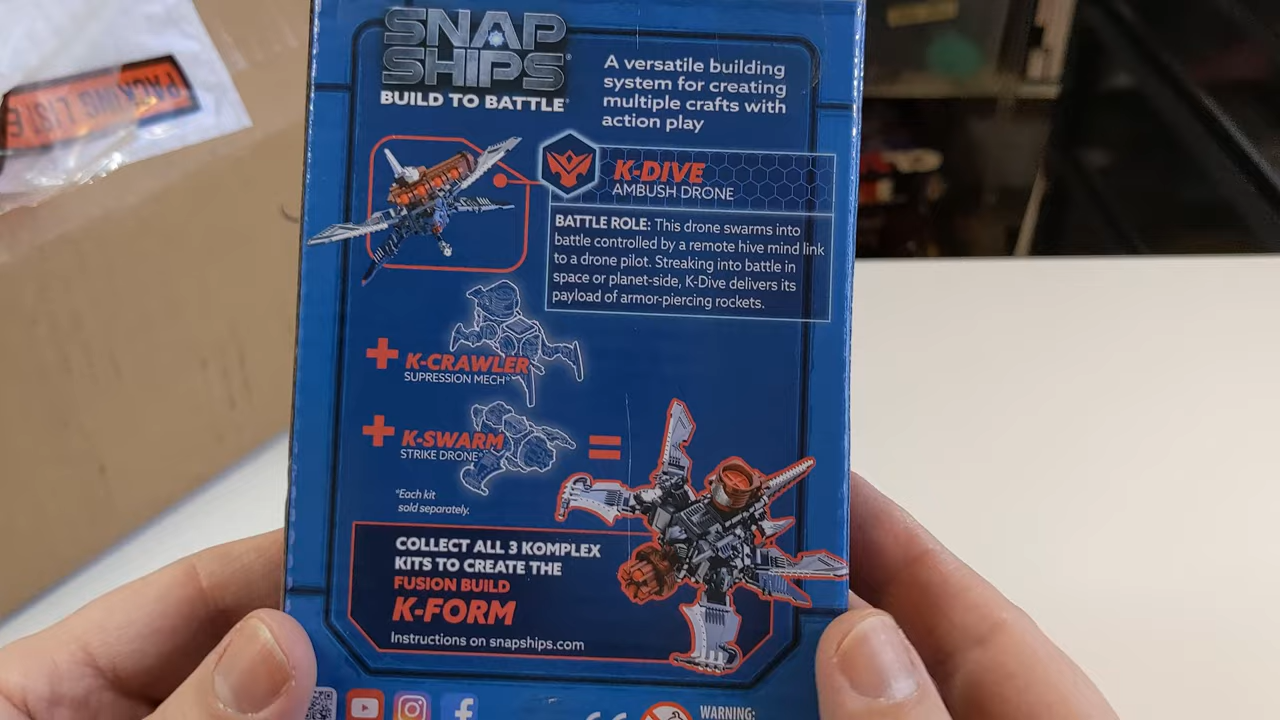 PACKING LIST E
SNAP
SHIPS®
BUILD TO BATTLE®
A versatile building
system for creating
multiple crafts with
action play
K-DIVE
AMBUSH DRONE
BATTLE ROLE: This drone swarms into
battle controlled by a remote hive mind link
to a drone pilot. Streaking into battle in
space or planet-side, K-Dive delivers its
payload of armor-piercing rockets.
+ K-CRAWLER
SUPRESSION MECH*
+ K-SWARM
STRIKE DRONE*
=
*Each kit
sold separately.
COLLECT ALL 3 KOMPLEX
KITS TO CREATE THE
FUSION BUILD
K-FORM
Instructions on snapships.com
CE
WARNING: